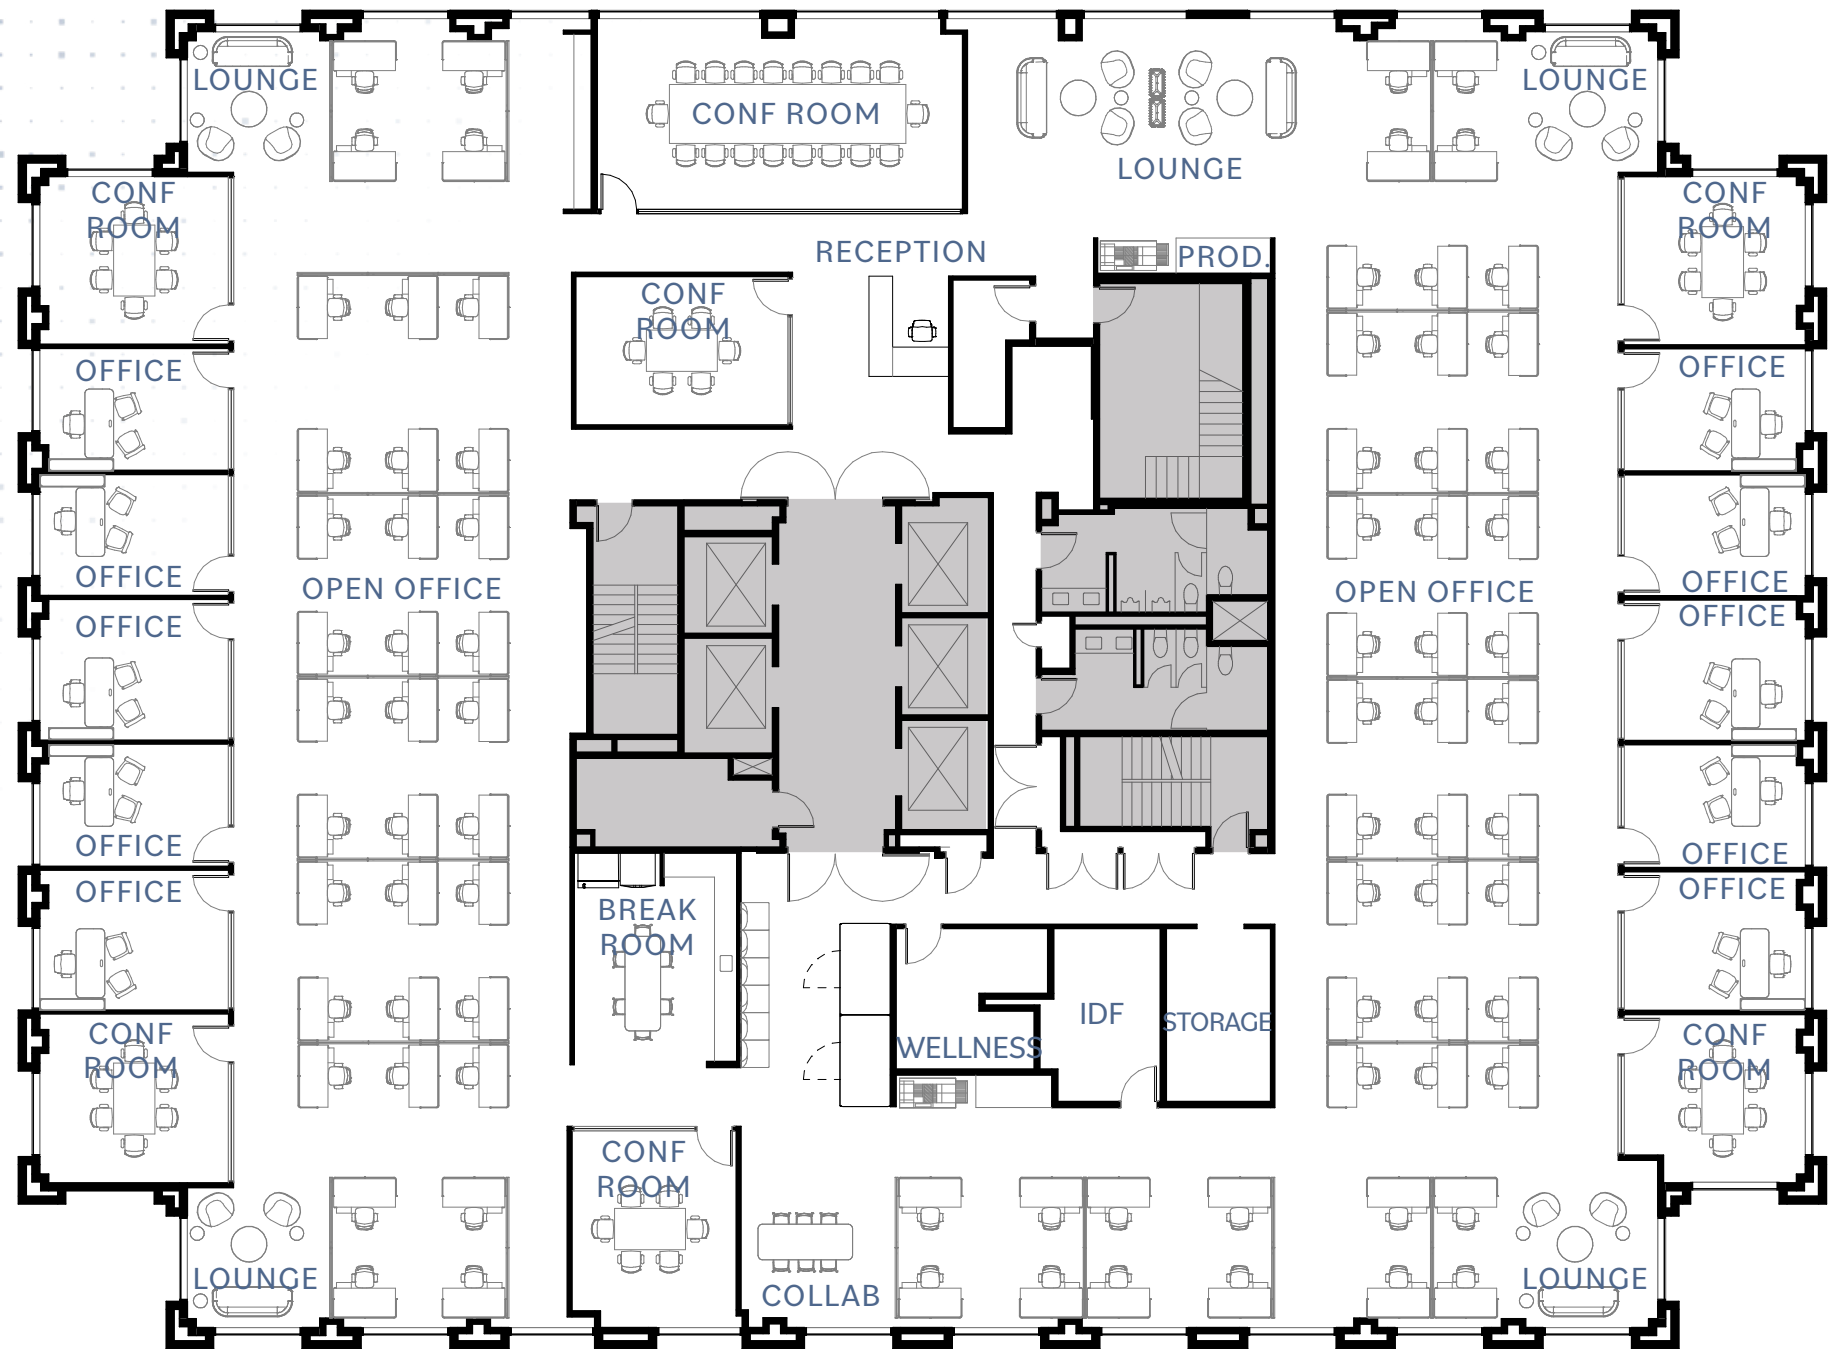 LOUNGE
LOUNGE
CONF ROOM
LOUNGE
CONF
ROOM
CONF
ROOM
RECEPTION
PROD.
CONF
ROOM
OFFICE
OFFICE
OFFICE
OFFICE
OPEN OFFICE
OPEN OFFICE
OFFICE
OFFICE
OFFICE
OFFICE
OFFICE
OFFICE
BREAK
ROOM
IDF
STORAGE
WELLNESS
CONF
ROOM
CONF
ROOM
CONF
ROOM
LOUNGE
COLLAB
LOUNGE